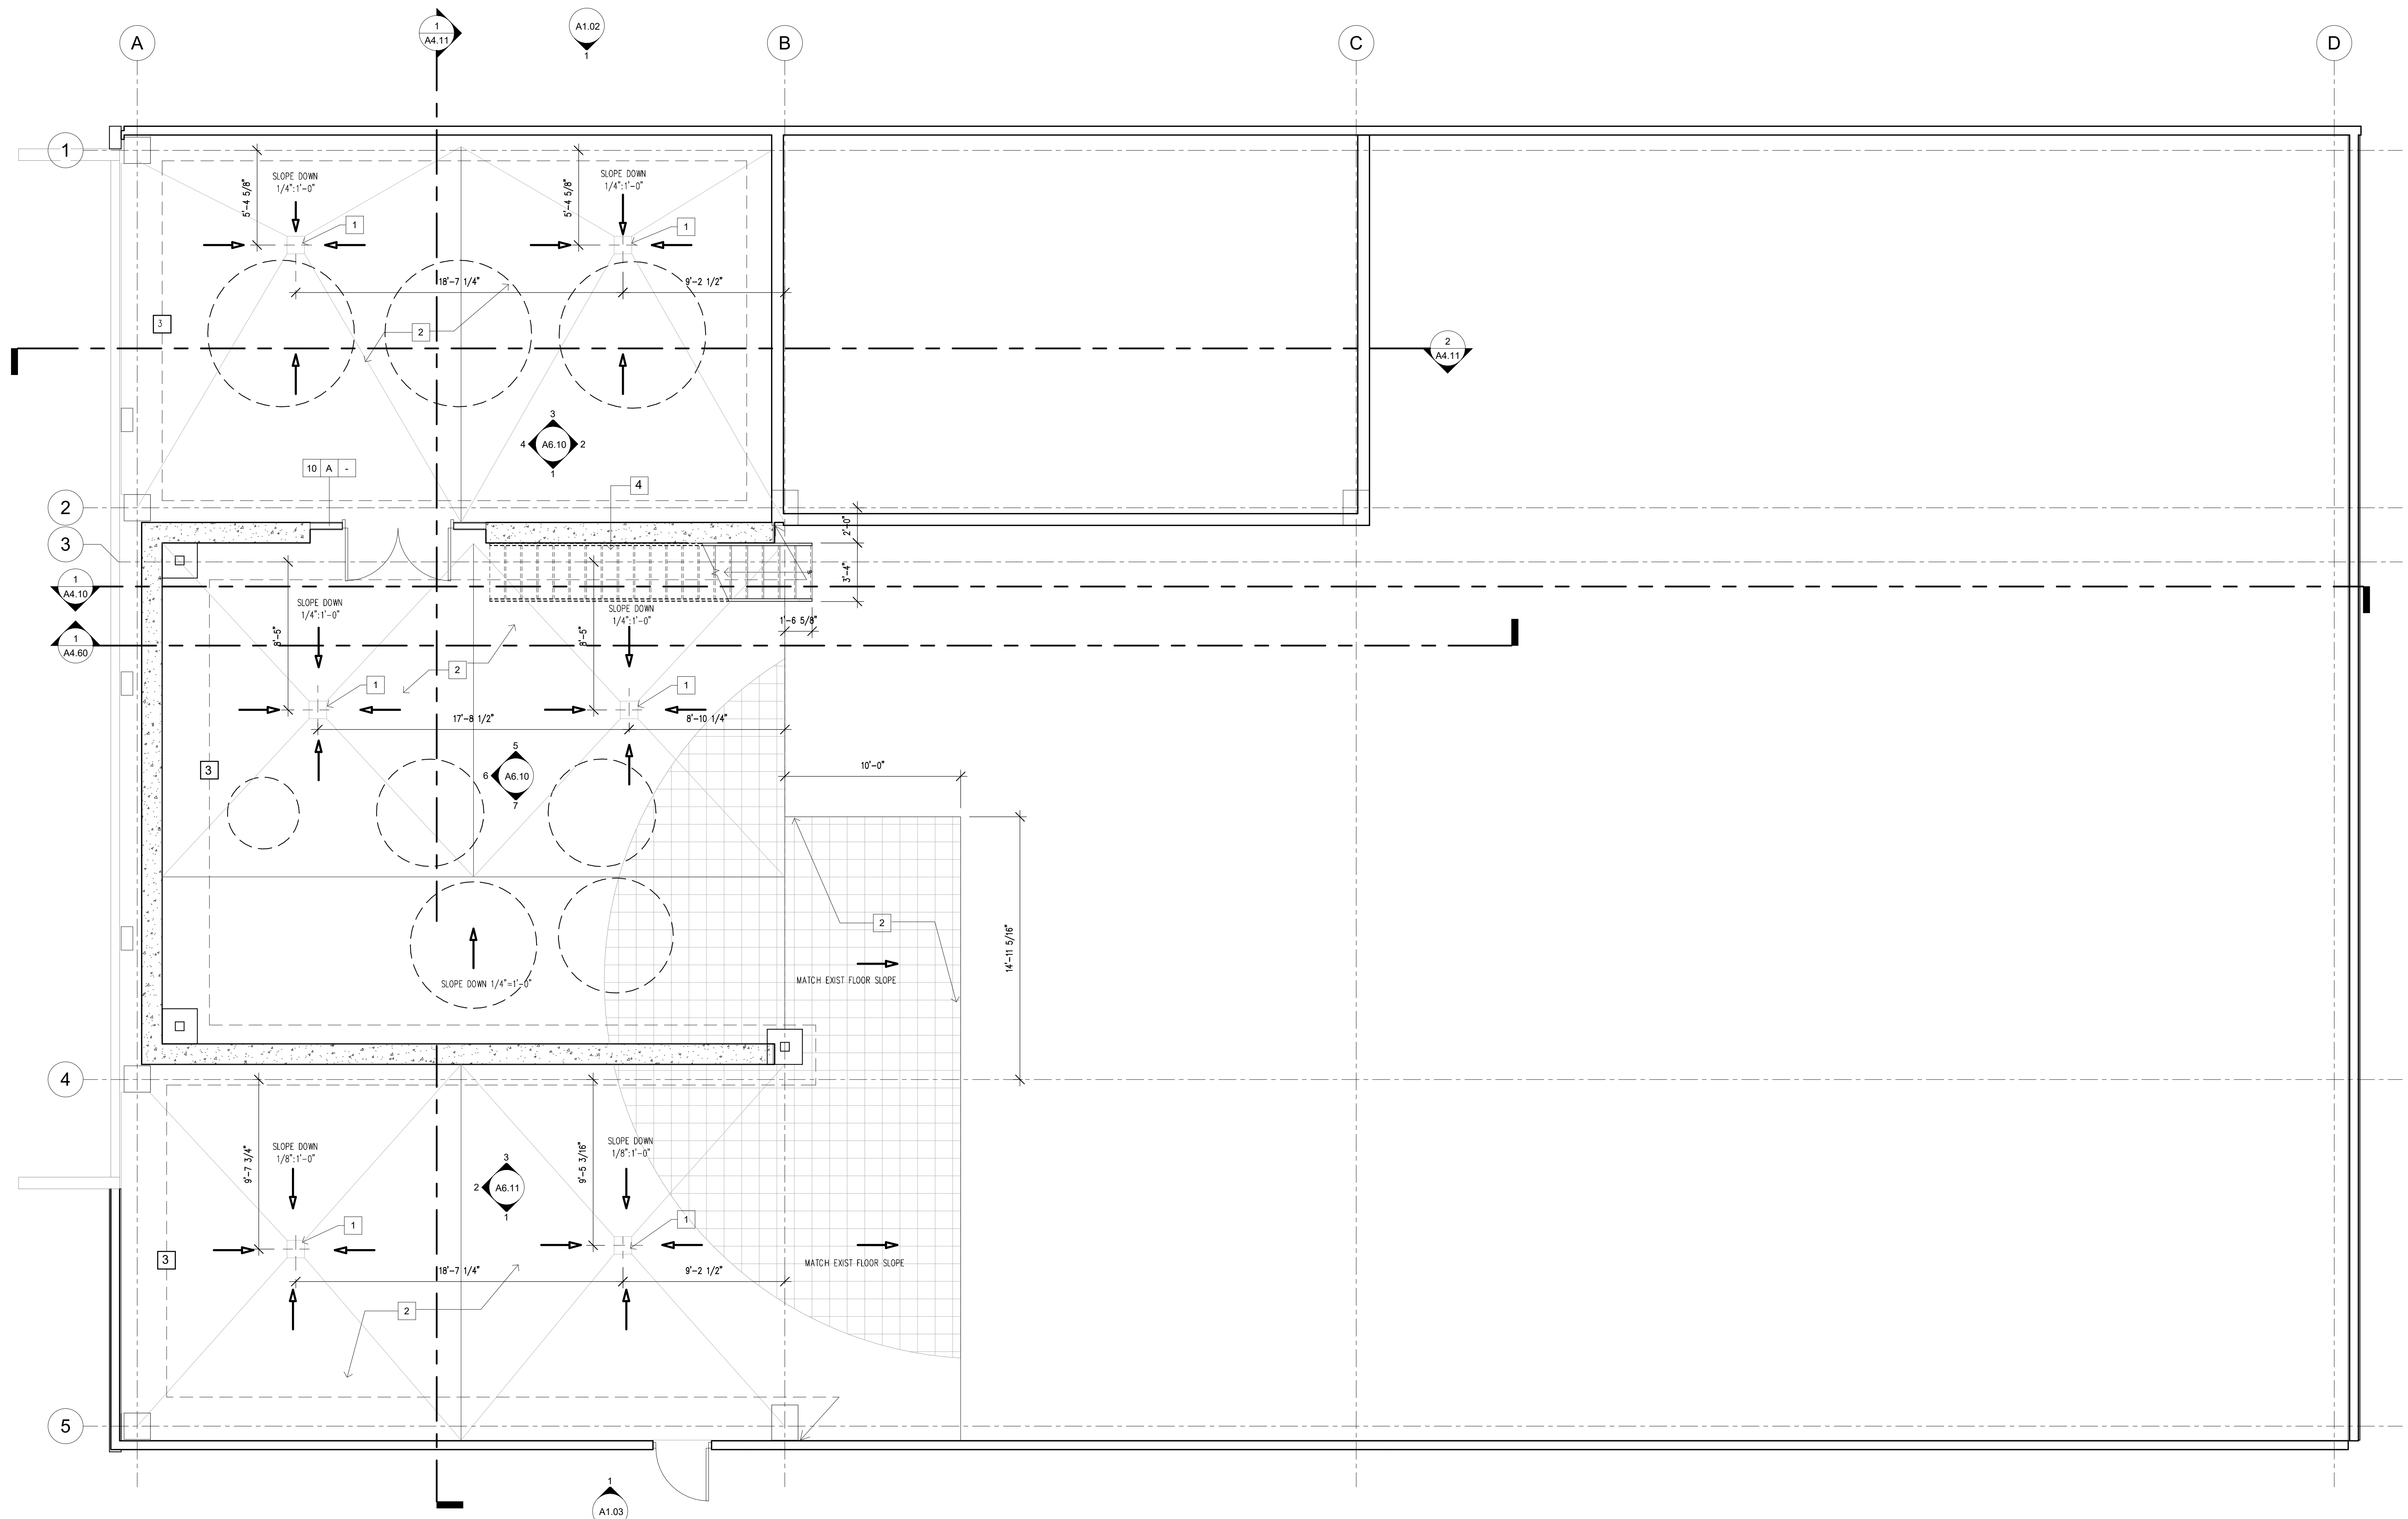 1
A4.11
A1.02
1
A
B
C
D
1
SLOPE DOWN
1/4":1'-0"
SLOPE DOWN
1/4":1'-0"
5'-4 5/8"
5'-4 5/8"
1
1
18'-7 1/4"
9'-2 1/2"
3
2
2
A4.11
3
4
A6.10
2
1
10 A -
4
2
2'-0"
3
3'-4"
1
A4.10
SLOPE DOWN
1/4":1'-0"
SLOPE DOWN
1/4":1'-0"
1'-6 5/8"
8'-5"
8'-5"
1
A4.60
2
1
1
17'-8 1/2"
8'-10 1/4"
5
6
A6.10
7
3
10'-0"
2
14'-11 5/16"
MATCH EXIST FLOOR SLOPE
SLOPE DOWN 1/4"=1'-0"
4
SLOPE DOWN
1/8":1'-0"
SLOPE DOWN
1/8":1'-0"
9'-7 3/4"
9'-5 3/16"
3
2
A6.11
1
1
1
3
MATCH EXIST FLOOR SLOPE
18'-7 1/4"
9'-2 1/2"
2
5
1
A1.03